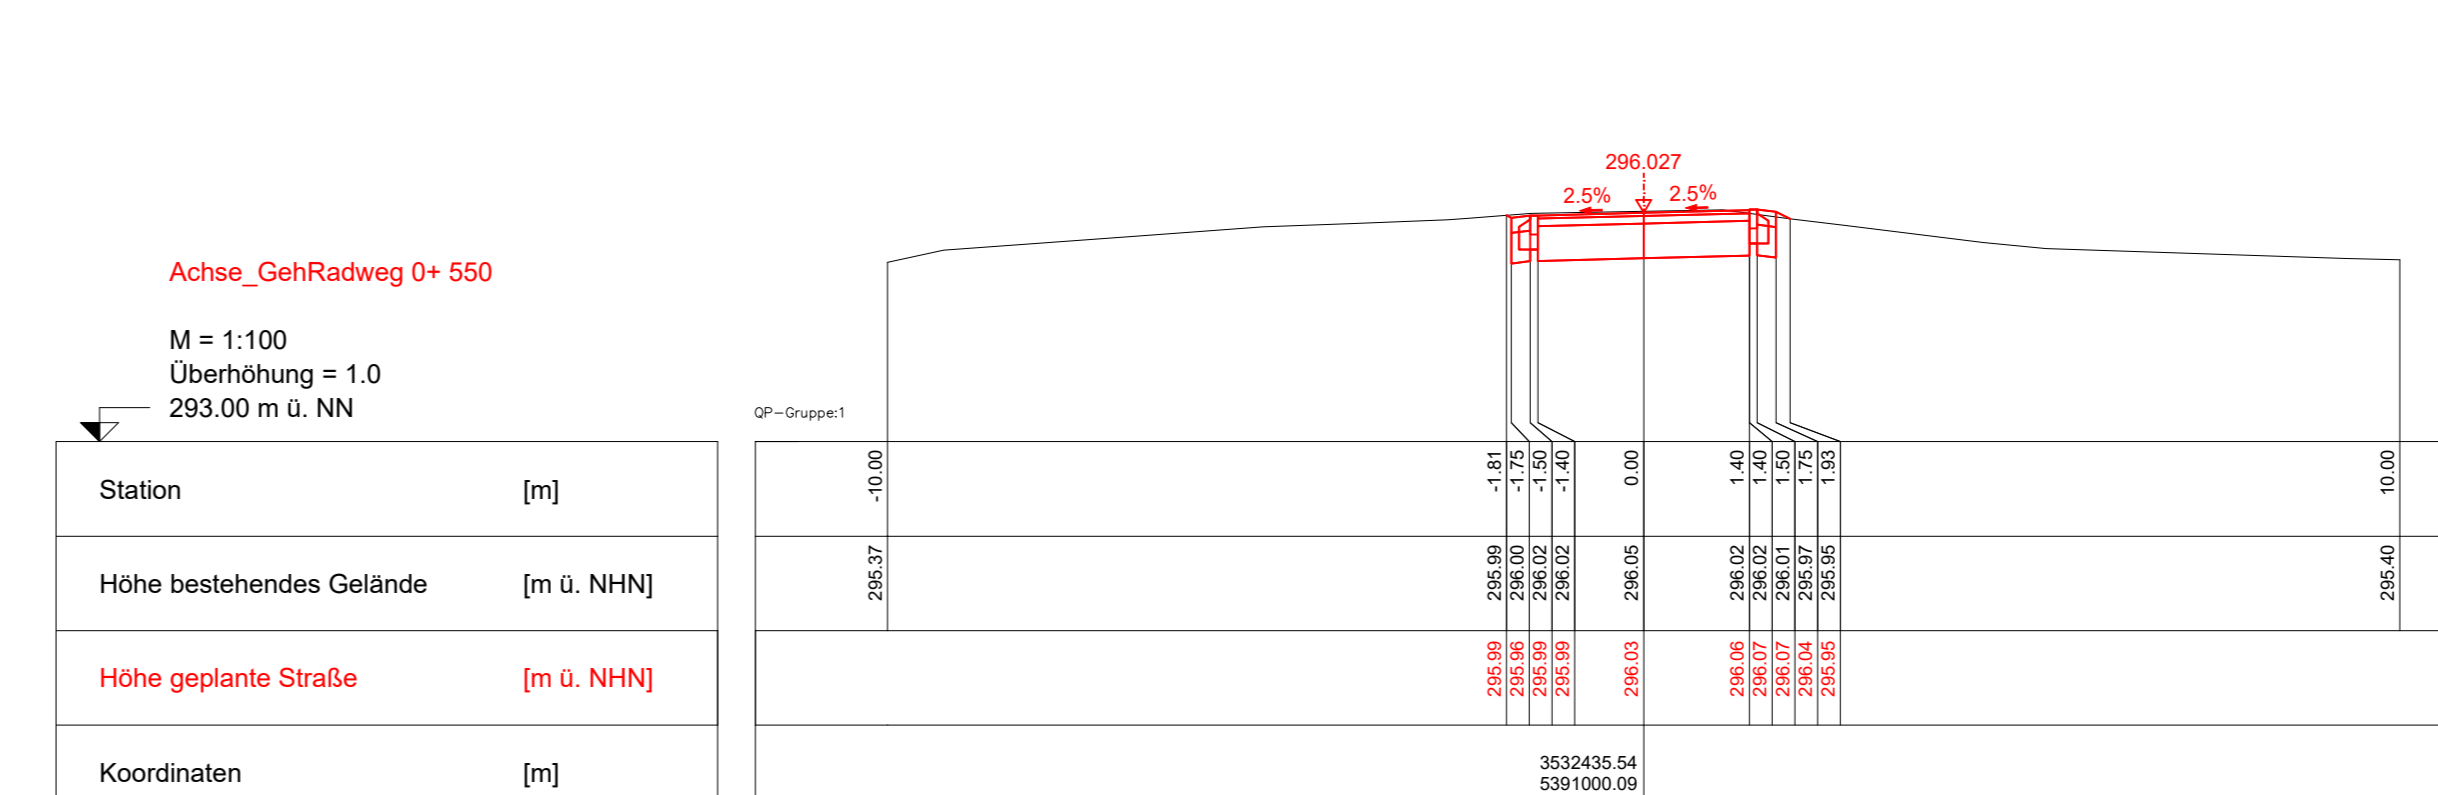 296.027
2.5% 2.5%
Achse_GehRadweg 0+ 550
M = 1:100
Überhöhung = 1.0
293.00 m ü. NN
QP-Gruppe:1
Station [m] -10.00 -1.81 -1.75 -1.50 -1.40 0.00 1.40 1.40 1.50 1.75 1.93 10.00
Höhe bestehendes Gelände [m ü. NHN] 295.37 295.99 296.00 296.02 296.02 296.05 296.02 296.02 296.01 295.97 295.95 295.40
Höhe geplante Straße [m ü. NHN] 295.99 295.96 295.99 295.99 296.03 296.06 296.07 296.07 296.04 295.95
Koordinaten [m] 3532435.54
5391000.09